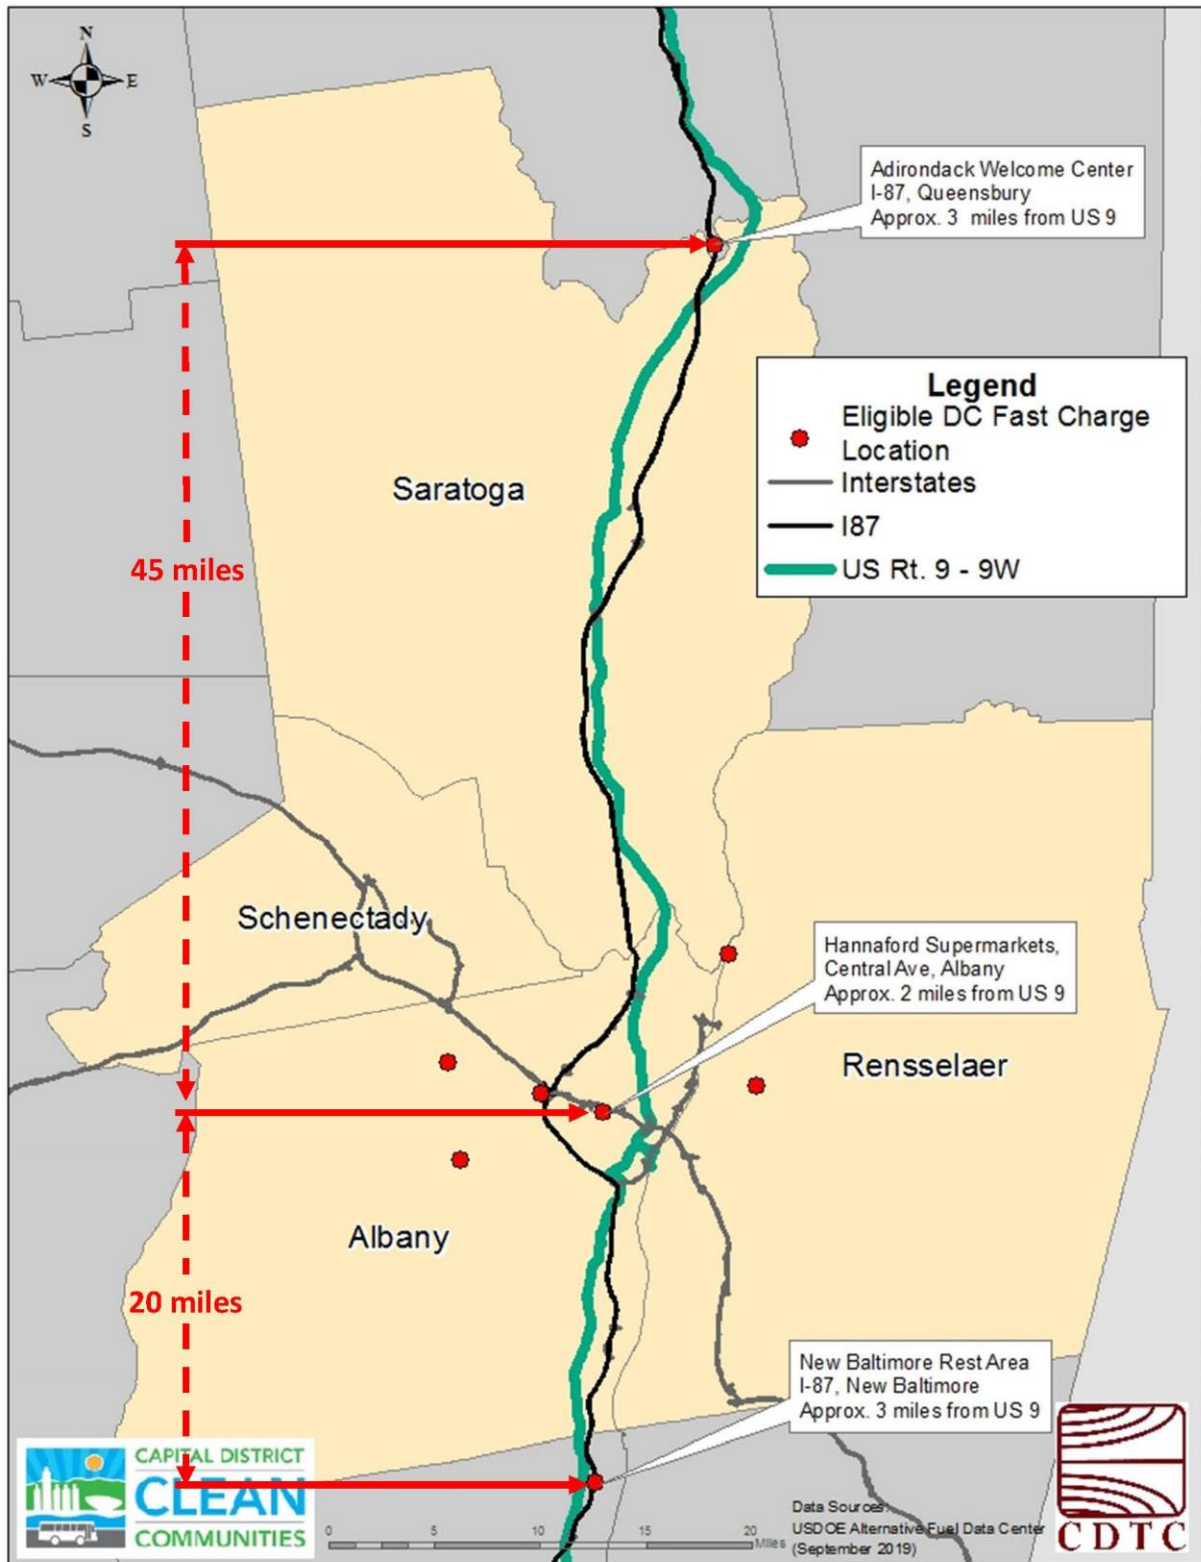 N
W E
S
Adirondack Welcome Center
I-87, Queensbury
Approx. 3 miles from US 9
Legend
Eligible DC Fast Charge
Location
Interstates
I87
US Rt. 9 - 9W
Saratoga
45 miles
Schenectady
Hannaford Supermarkets,
Central Ave, Albany
Approx. 2 miles from US 9
Rensselaer
Albany
20 miles
New Baltimore Rest Area
I-87, New Baltimore
Approx. 3 miles from US 9
CAPITAL DISTRICT
CLEAN
COMMUNITIES
0 5 10 15 20
Miles
Data Sources:
USDOE Alternative Fuel Data Center
(September 2019)
CDTC